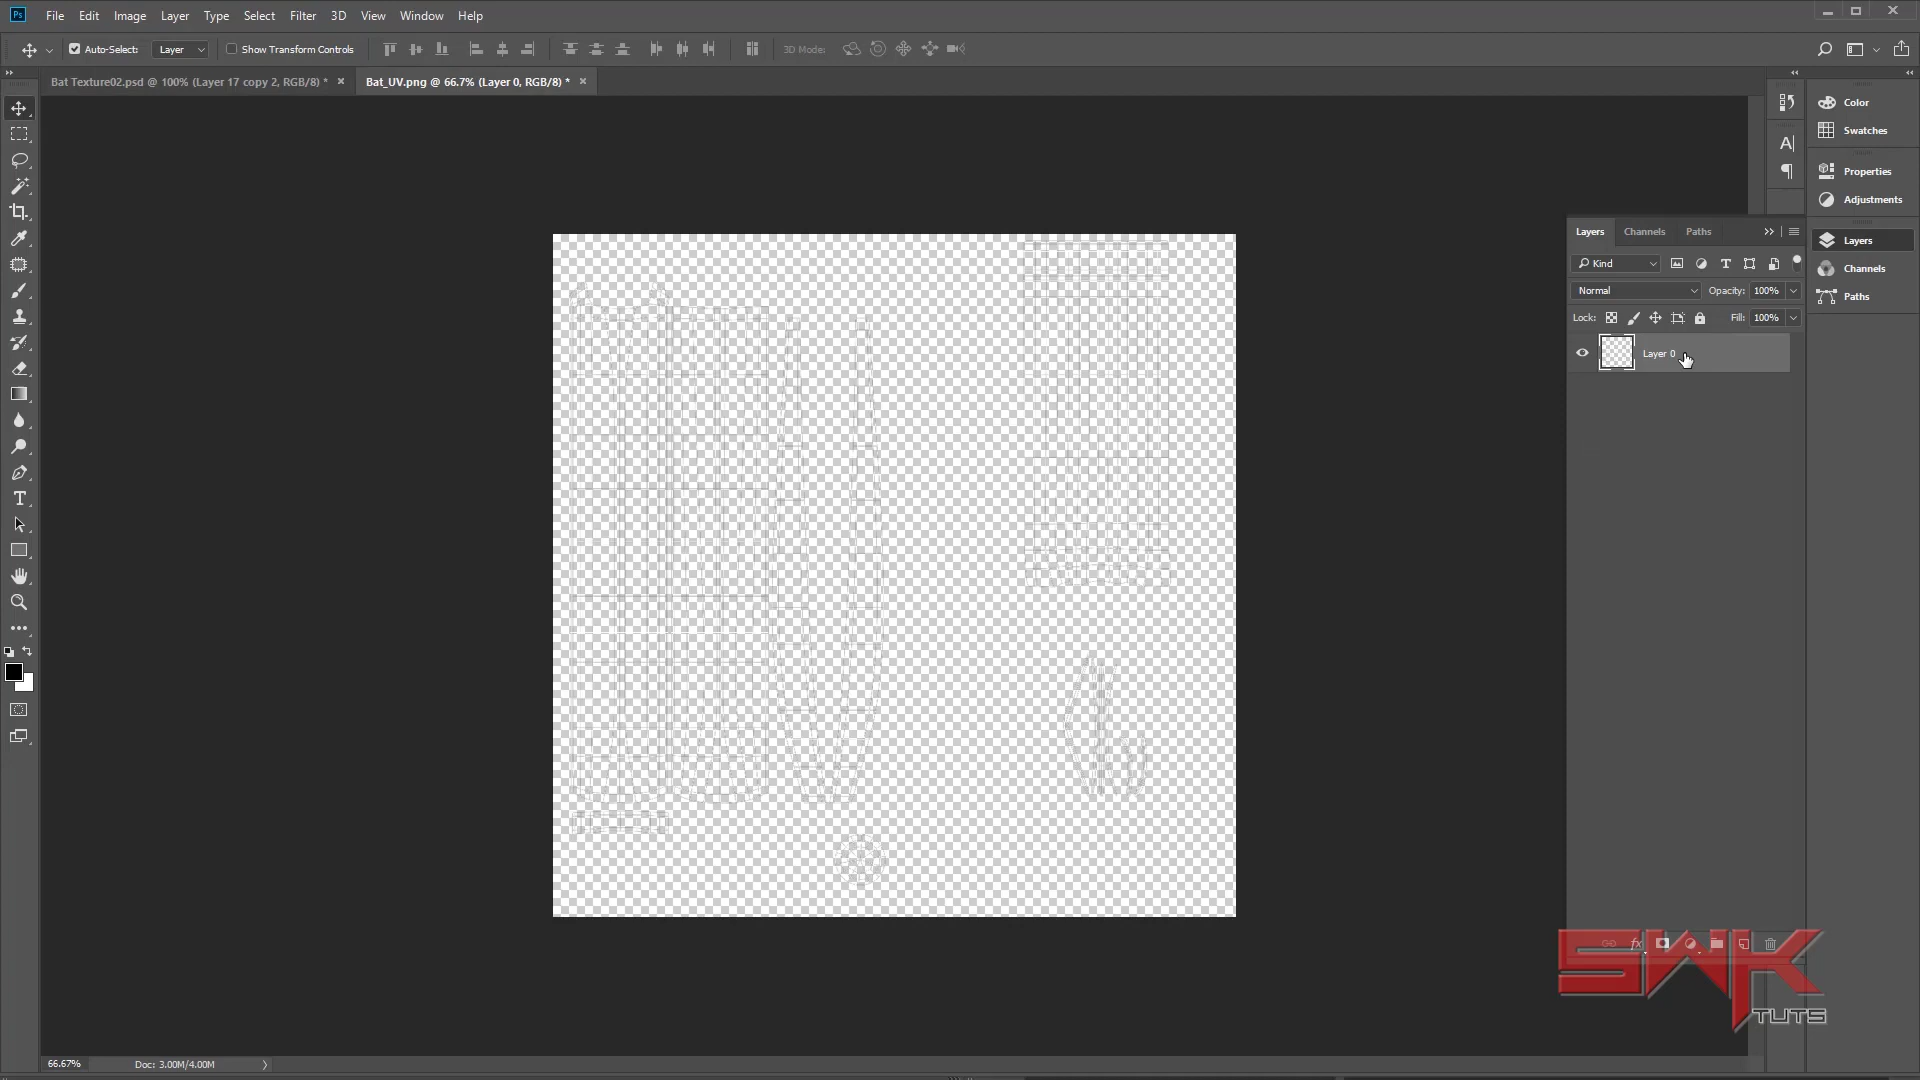 Ps File Edit Image Layer Type Select Filter 3D View Window Help
Auto-Select: Layer Show Transform Controls 3D Mode:
Bat Texture02.psd @ 100% (Layer 17 copy 2, RGB/8) * × Bat_UV.png @ 66.7% (Layer 0, RGB/8) * ×
Color
Swatches
Properties
Adjustments
Layers
Channels
Paths
Layers Channels Paths
Kind
Normal Opacity: 100%
Lock: Fill: 100%
Layer 0
fx
SWK
TUTS
66.67% Doc: 3.00M/4.00M